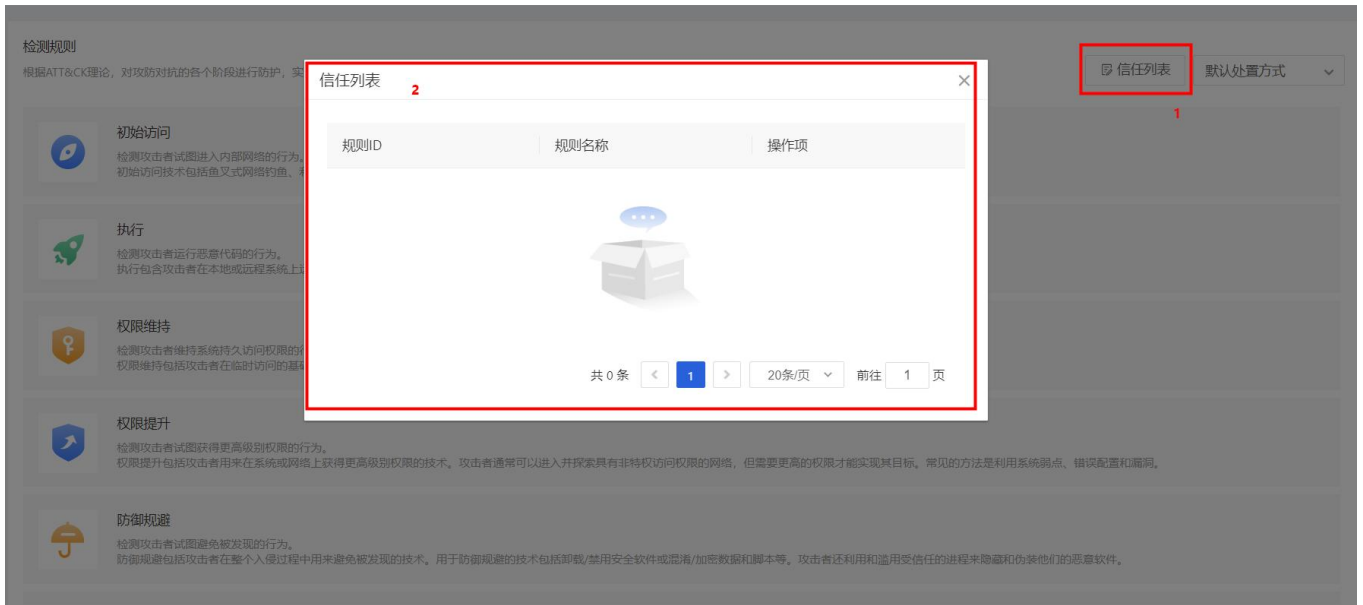 检测规则
根据ATT&CK理论，对攻防对抗的各个阶段进行防护，实
信任列表
默认处置方式
1
信任列表
2
规则ID
规则名称
操作项
共 0 条
1
20条/页
前往
1
页
初始访问
检测攻击者试图进入内部网络的行为。
初始访问技术包括鱼叉式网络钓鱼、
执行
检测攻击者运行恶意代码的行为。
执行包含攻击者在本地或远程系统上
权限维持
检测攻击者维持系统持久访问权限的
权限维持包括攻击者在临时访问的基
权限提升
检测攻击者试图获得更高级别权限的行为。
权限提升包括攻击者用来在系统或网络上获得更高级别权限的技术。攻击者通常可以进入并探索具有非特权访问权限的网络，但需要更高的权限才能实现其目标。常见的方法是利用系统弱点、错误配置和漏洞。
防御规避
检测攻击者试图避免被发现的行为。
防御规避包括攻击者在整个入侵过程中用来避免被发现的技术。用于防御规避的技术包括卸载/禁用安全软件或混淆/加密数据和脚本等。攻击者还利用和滥用受信任的进程来隐藏和伪装他们的恶意软件。